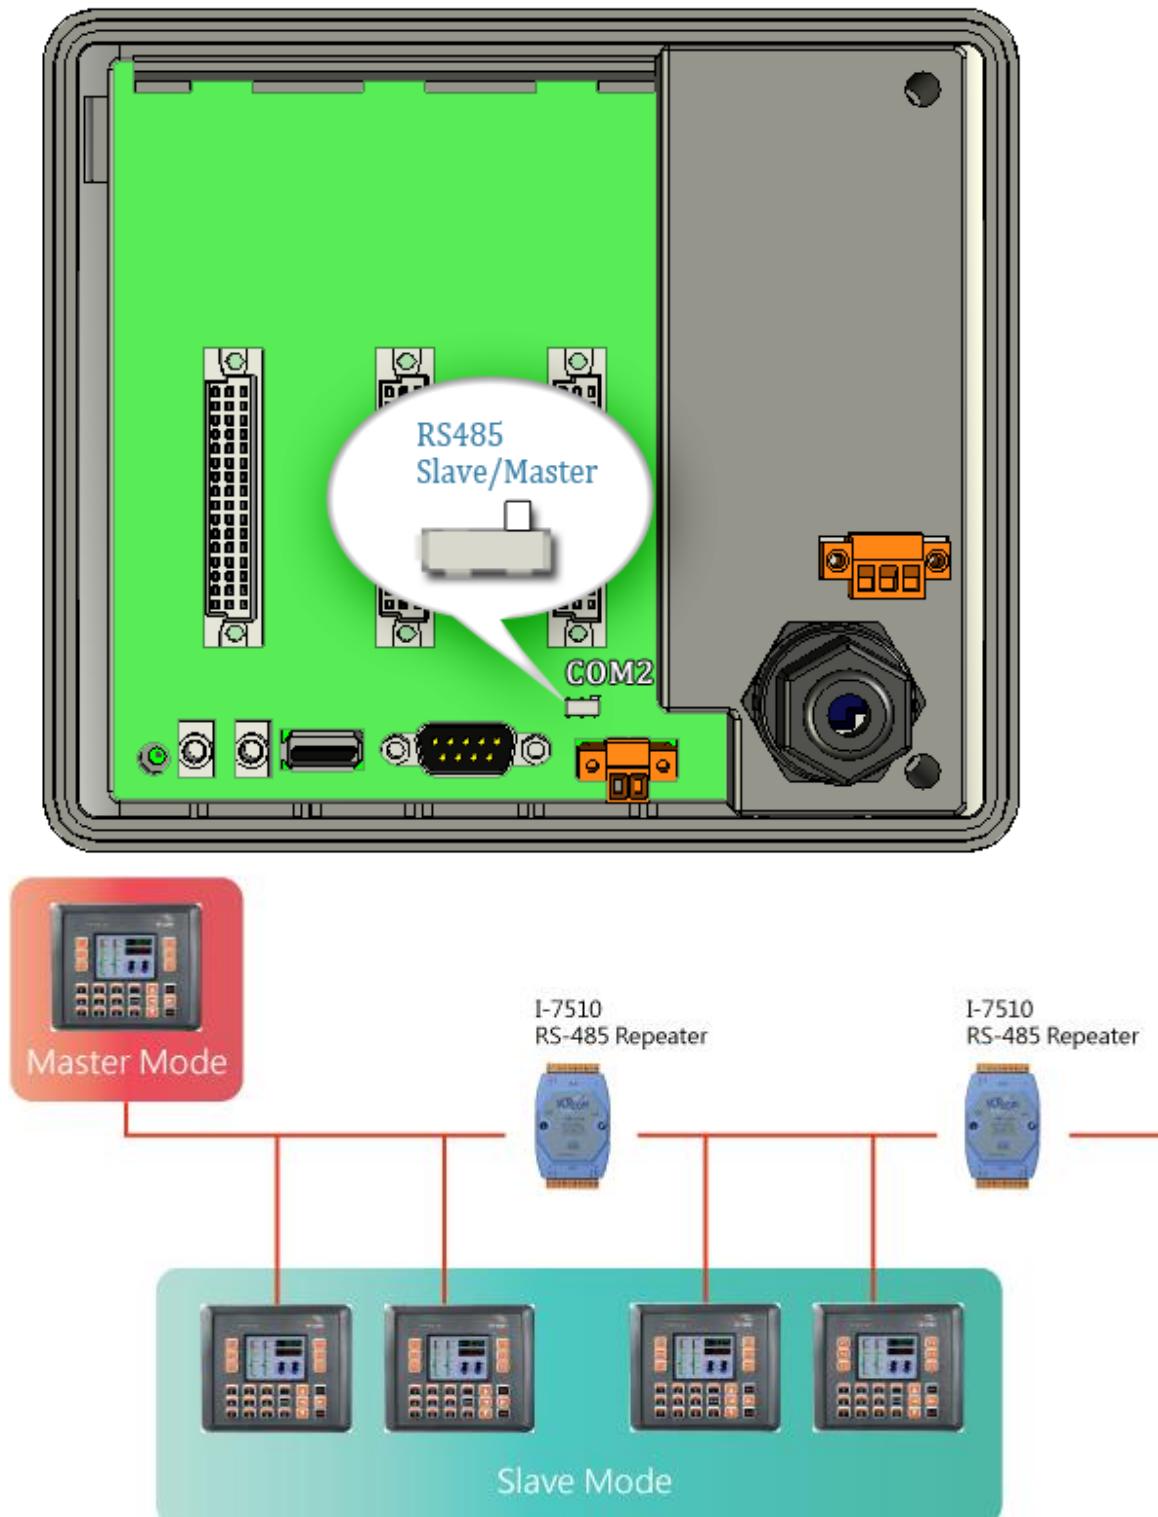 RS485
Slave/Master
COM2
Master Mode
I-7510
RS-485 Repeater
I-7510
RS-485 Repeater
Slave Mode